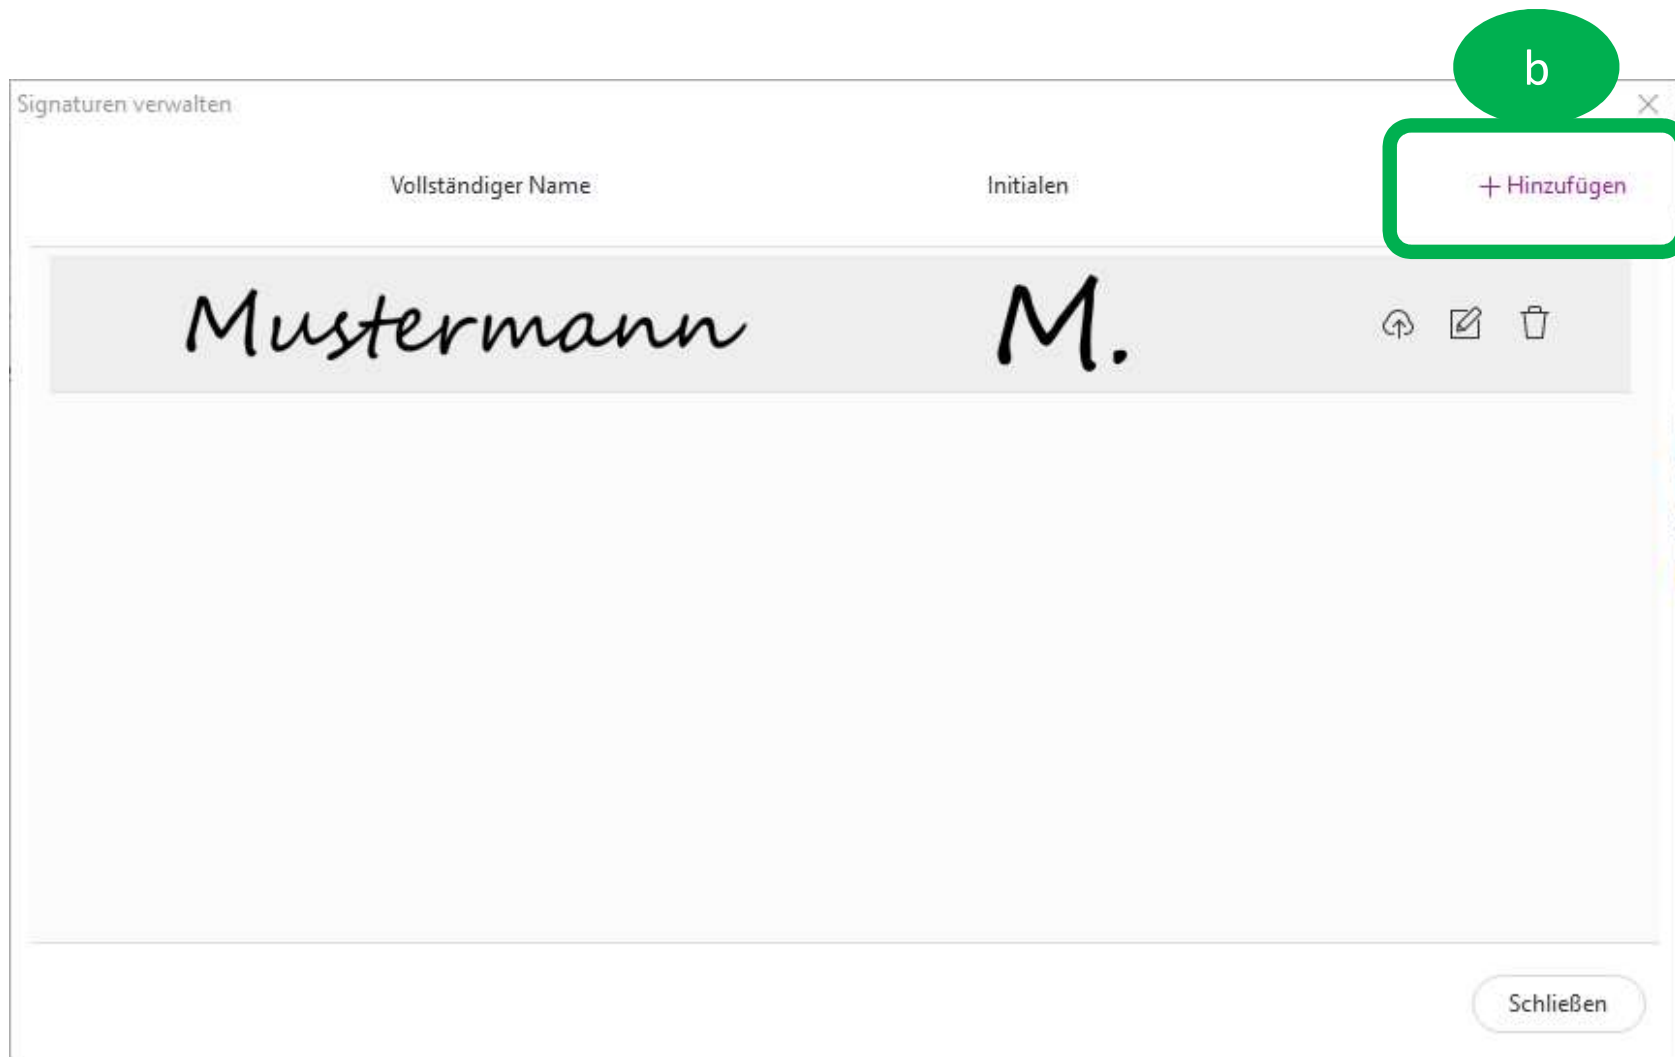 b
Signaturen verwalten
Vollständiger Name Initialen + Hinzufügen
Mustermann M.
Schließen